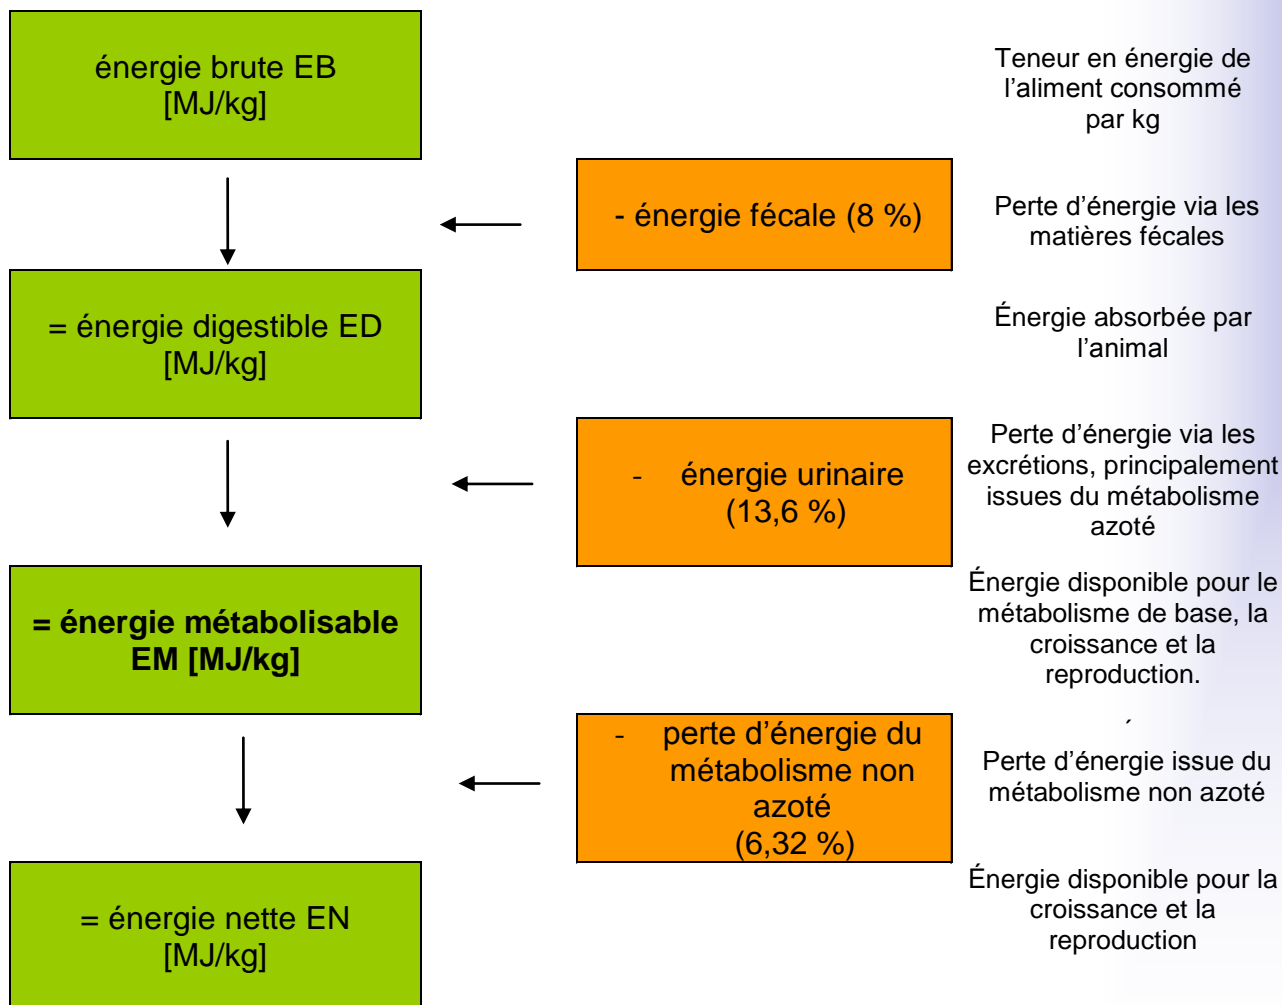 énergie brute EB
[MJ/kg]
Teneur en énergie de
l’aliment consommé
par kg
- énergie fécale (8 %)
Perte d’énergie via les
matières fécales
= énergie digestible ED
[MJ/kg]
Énergie absorbée par
l’animal
- énergie urinaire
(13,6 %)
Perte d’énergie via les
excrétions, principalement
issues du métabolisme
azoté
= énergie métabolisable
EM [MJ/kg]
Énergie disponible pour le
métabolisme de base, la
croissance et la
reproduction.
- perte d’énergie du
métabolisme non
azoté
(6,32 %)
´
Perte d’énergie issue du
métabolisme non azoté
= énergie nette EN
[MJ/kg]
Énergie disponible pour la
croissance et la
reproduction